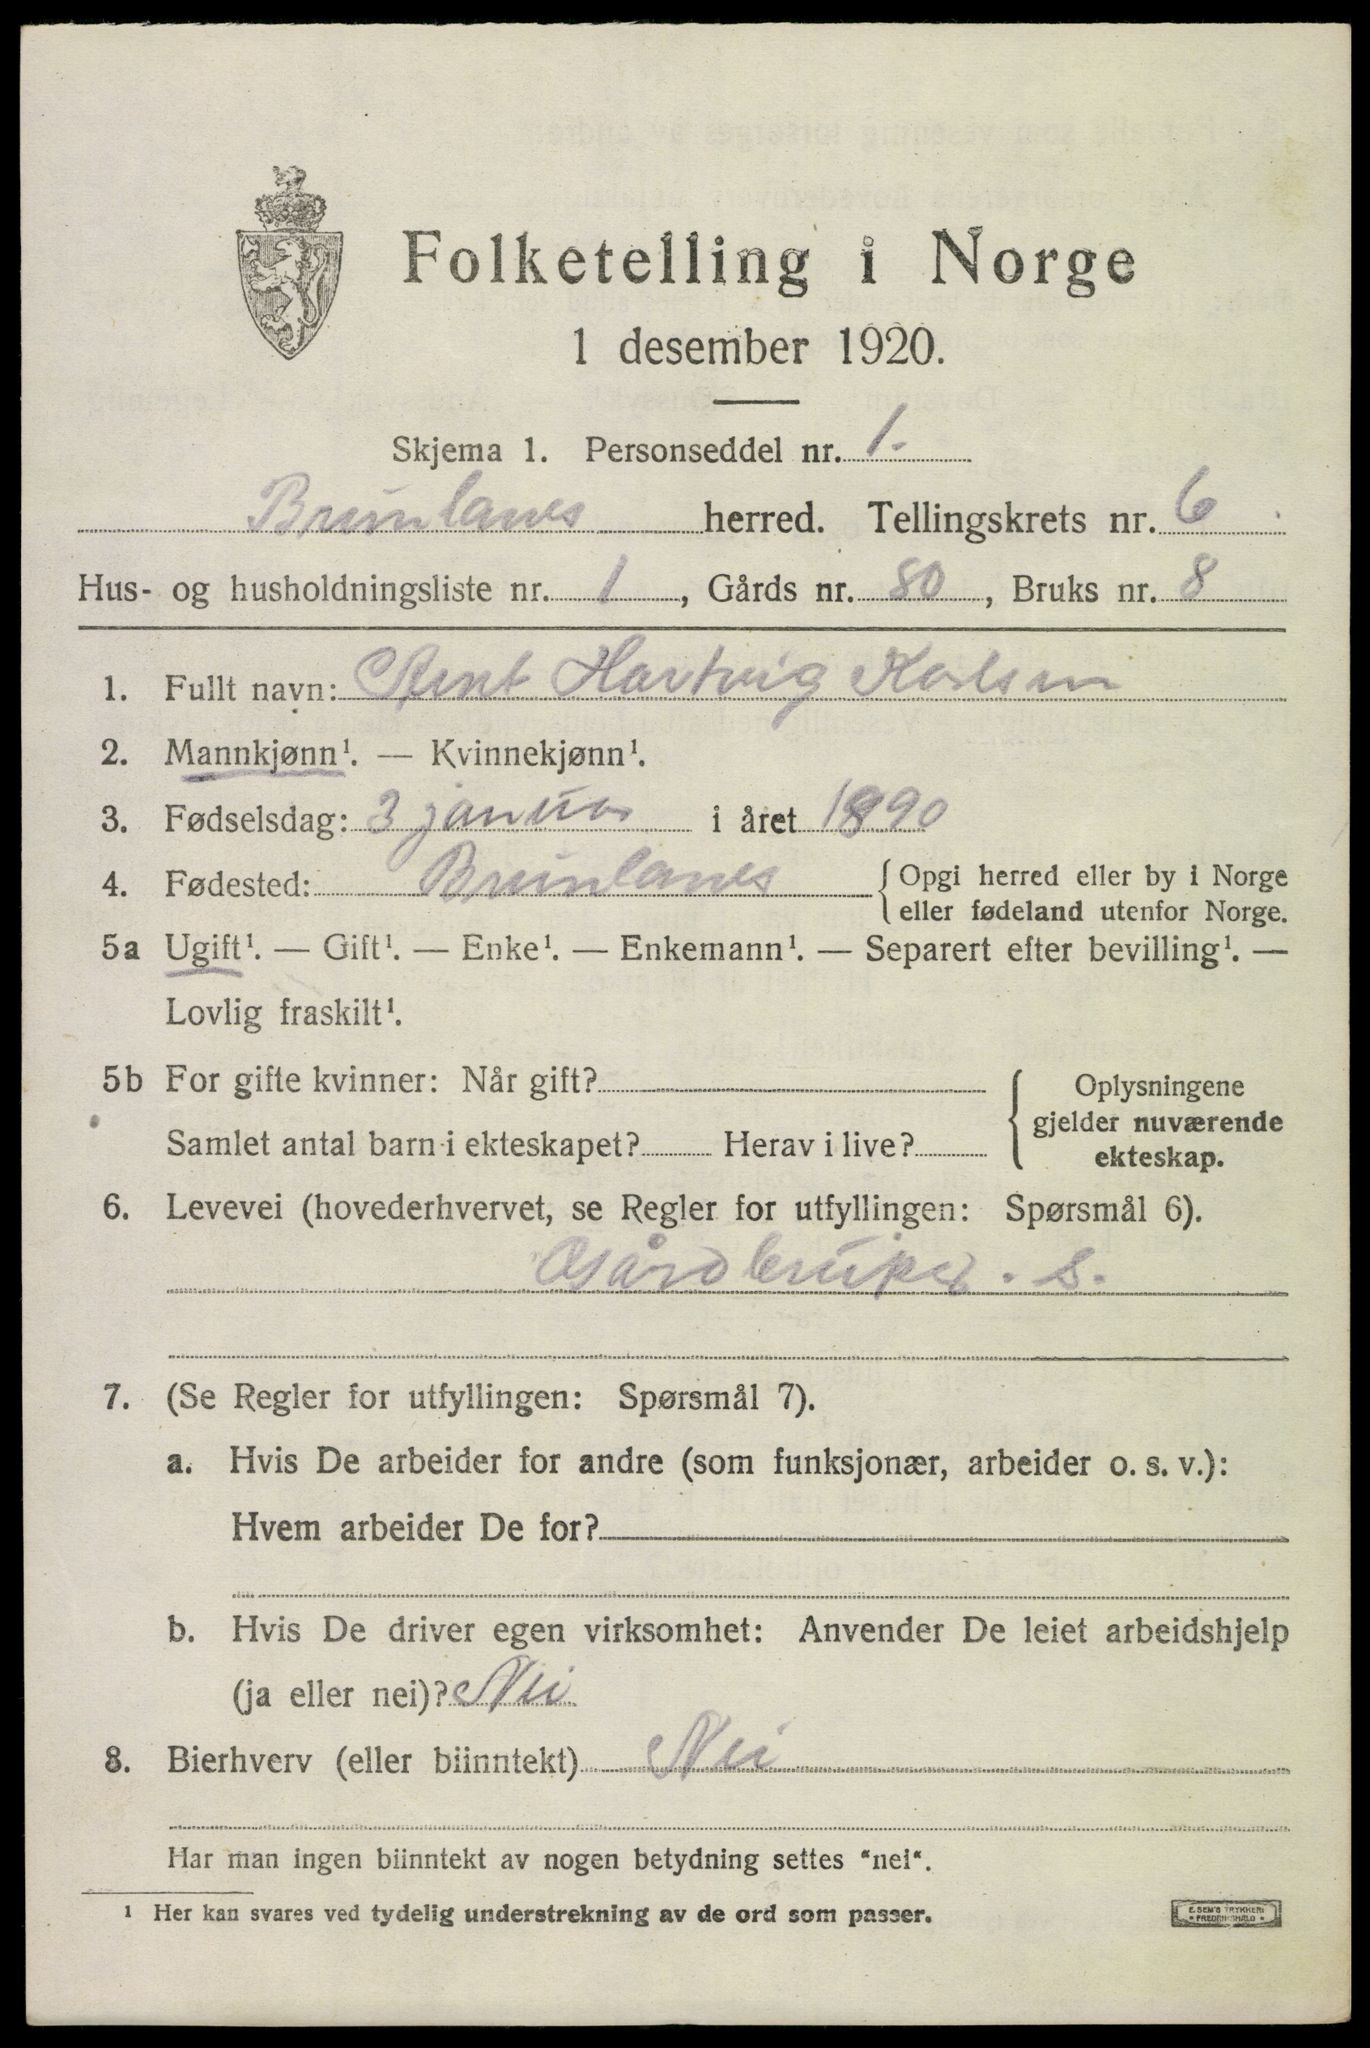 Folketelling i Norge
1 desember 1920.
Skjema 1. Personseddel nr. 1.
Brunlanes herred. Tellingskrets nr. 6
Hus- og husholdningsliste nr. 1, Gårds nr. 80, Bruks nr. 8
1. Fullt navn: Arnt Hartvig Karlsen
2. Mannkjønn¹. — Kvinnekjønn¹.
3. Fødselsdag: 3 januar i året 1890
4. Fødested: Brunlanes {Opgi herred eller by i Norge
eller fødeland utenfor Norge.
5a Ugift¹. — Gift¹. — Enke¹. — Enkemann¹. — Separert efter bevilling¹. —
Lovlig fraskilt¹.
5b For gifte kvinner: Når gift?
Samlet antal barn i ekteskapet? Herav i live?
{Oplysningene
gjelder nuværende
ekteskap.
6. Levevei (hovederhvervet, se Regler for utfyllingen: Spørsmål 6).
Gårdbruker. S.
7. (Se Regler for utfyllingen: Spørsmål 7).
a. Hvis De arbeider for andre (som funksjonær, arbeider o. s. v.):
Hvem arbeider De for?
b. Hvis De driver egen virksomhet: Anvender De leiet arbeidshjelp
(ja eller nei)? Nei
8. Bierhverv (eller biinntekt) Nei
Har man ingen biinntekt av nogen betydning settes "nei".
¹ Her kan svares ved tydelig understrekning av de ord som passer.
E. SEM'S TRYKKERI
* FREDRIKSHALD *